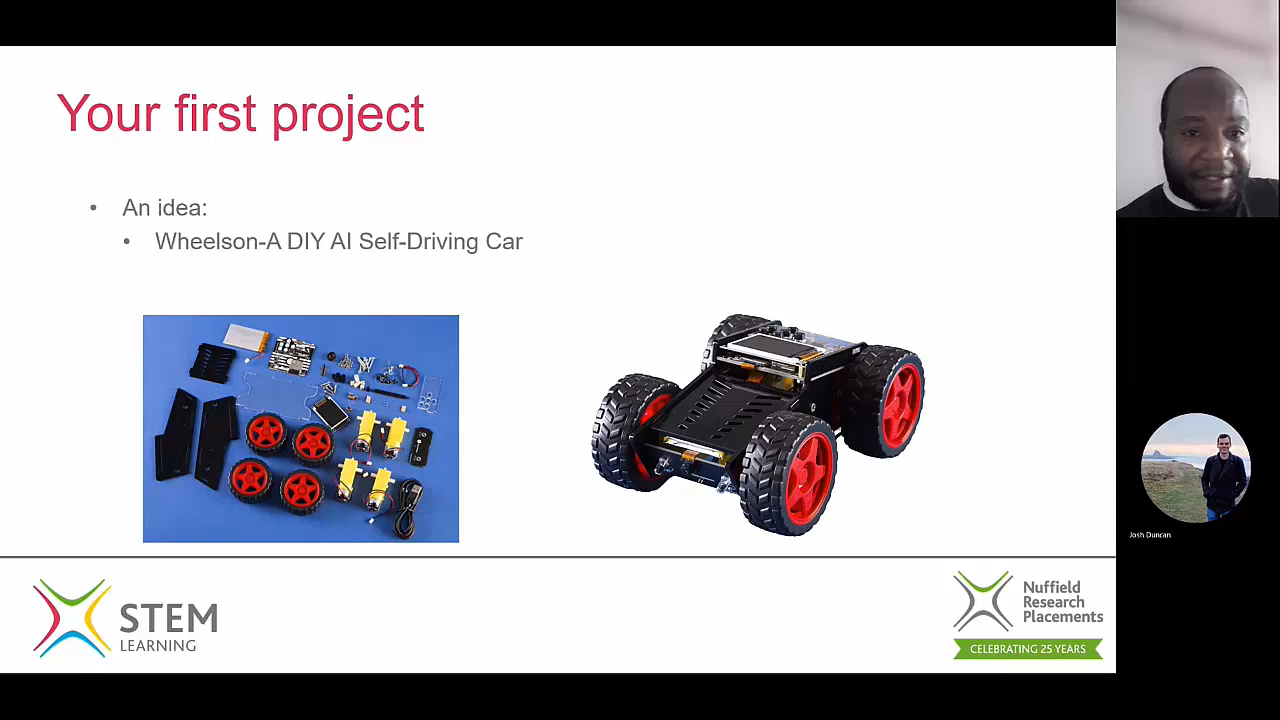 Your first project
• An idea:
• Wheelson-A DIY AI Self-Driving Car
STEM
LEARNING
Nuffield
Research
Placements
CELEBRATING 25 YEARS
Josh Duncan